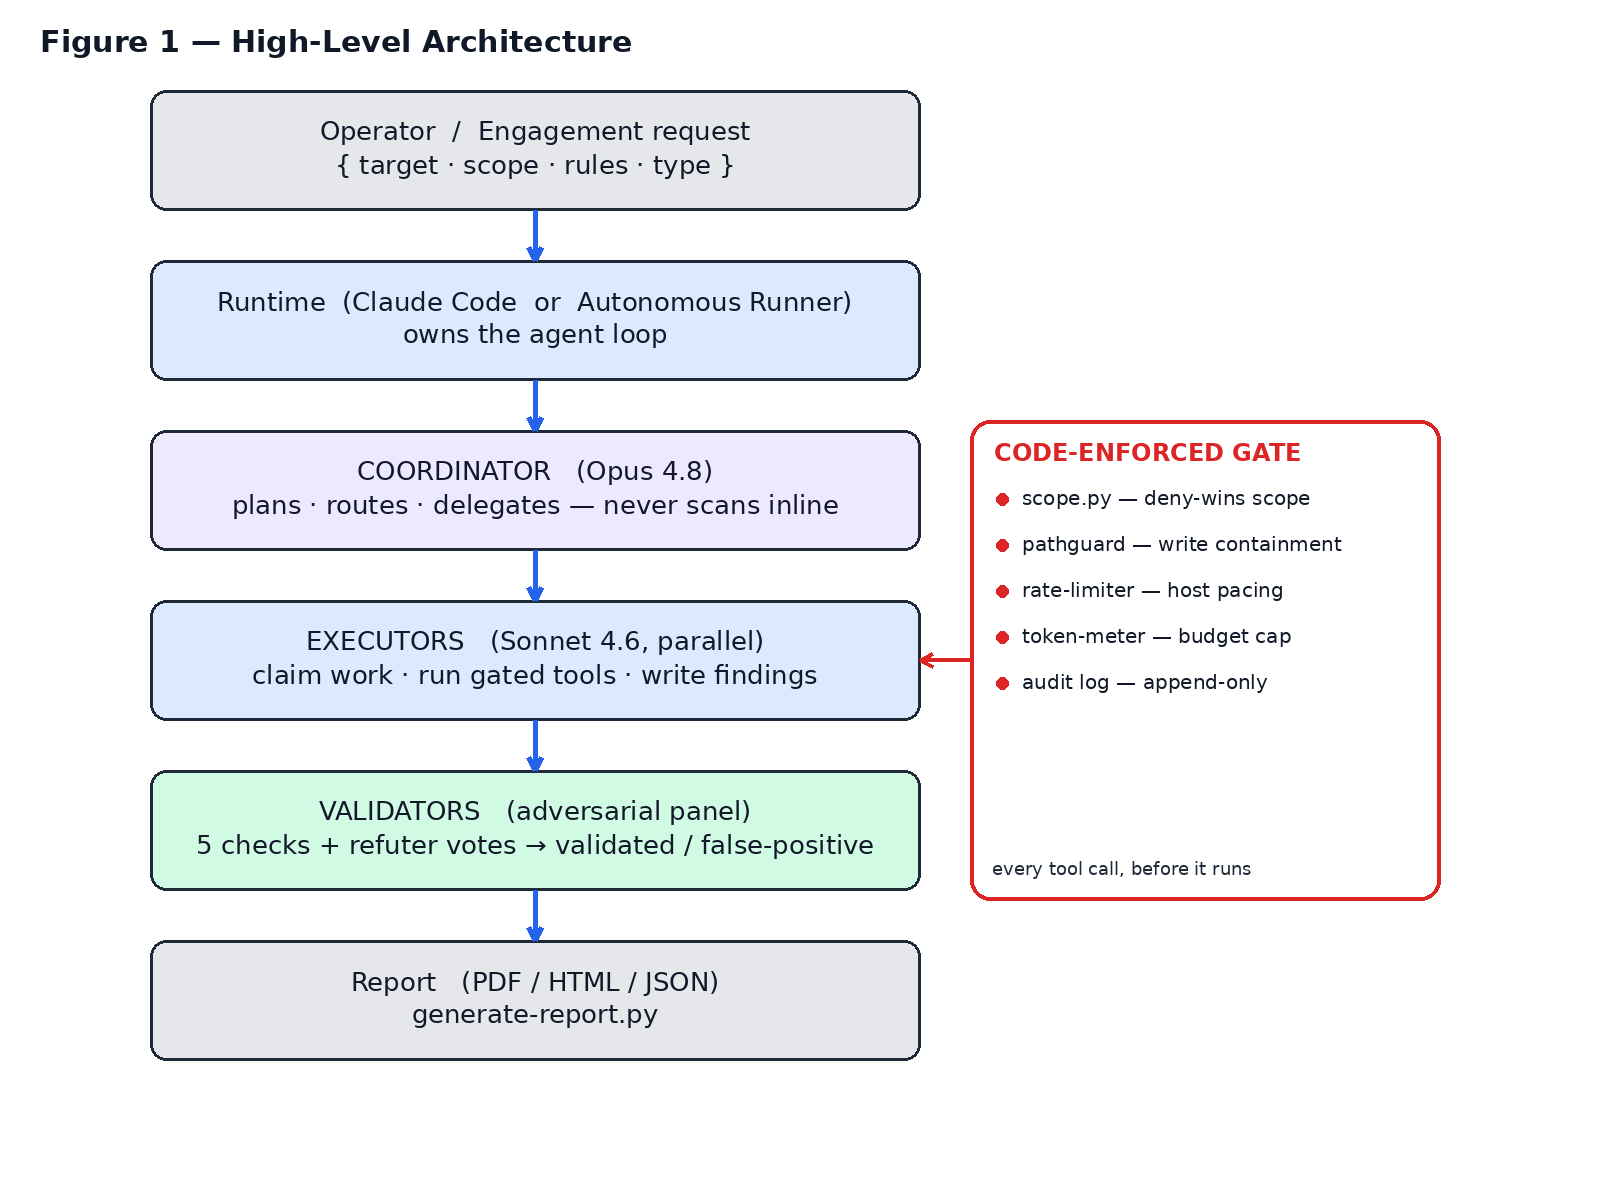 Figure 1 — High-Level Architecture
Operator / Engagement request
{ target · scope · rules · type }
Runtime (Claude Code or Autonomous Runner)
owns the agent loop
COORDINATOR (Opus 4.8)
plans · routes · delegates — never scans inline
EXECUTORS (Sonnet 4.6, parallel)
claim work · run gated tools · write findings
VALIDATORS (adversarial panel)
5 checks + refuter votes → validated / false-positive
Report (PDF / HTML / JSON)
generate-report.py
CODE-ENFORCED GATE
● scope.py — deny-wins scope
● pathguard — write containment
● rate-limiter — host pacing
● token-meter — budget cap
● audit log — append-only
every tool call, before it runs